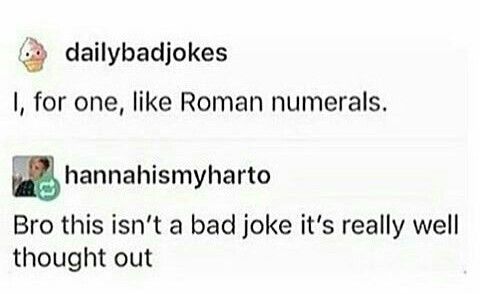 dailybadjokes
I, for one, like Roman numerals.
hannahismyharto
Bro this isn't a bad joke it's really well
thought out